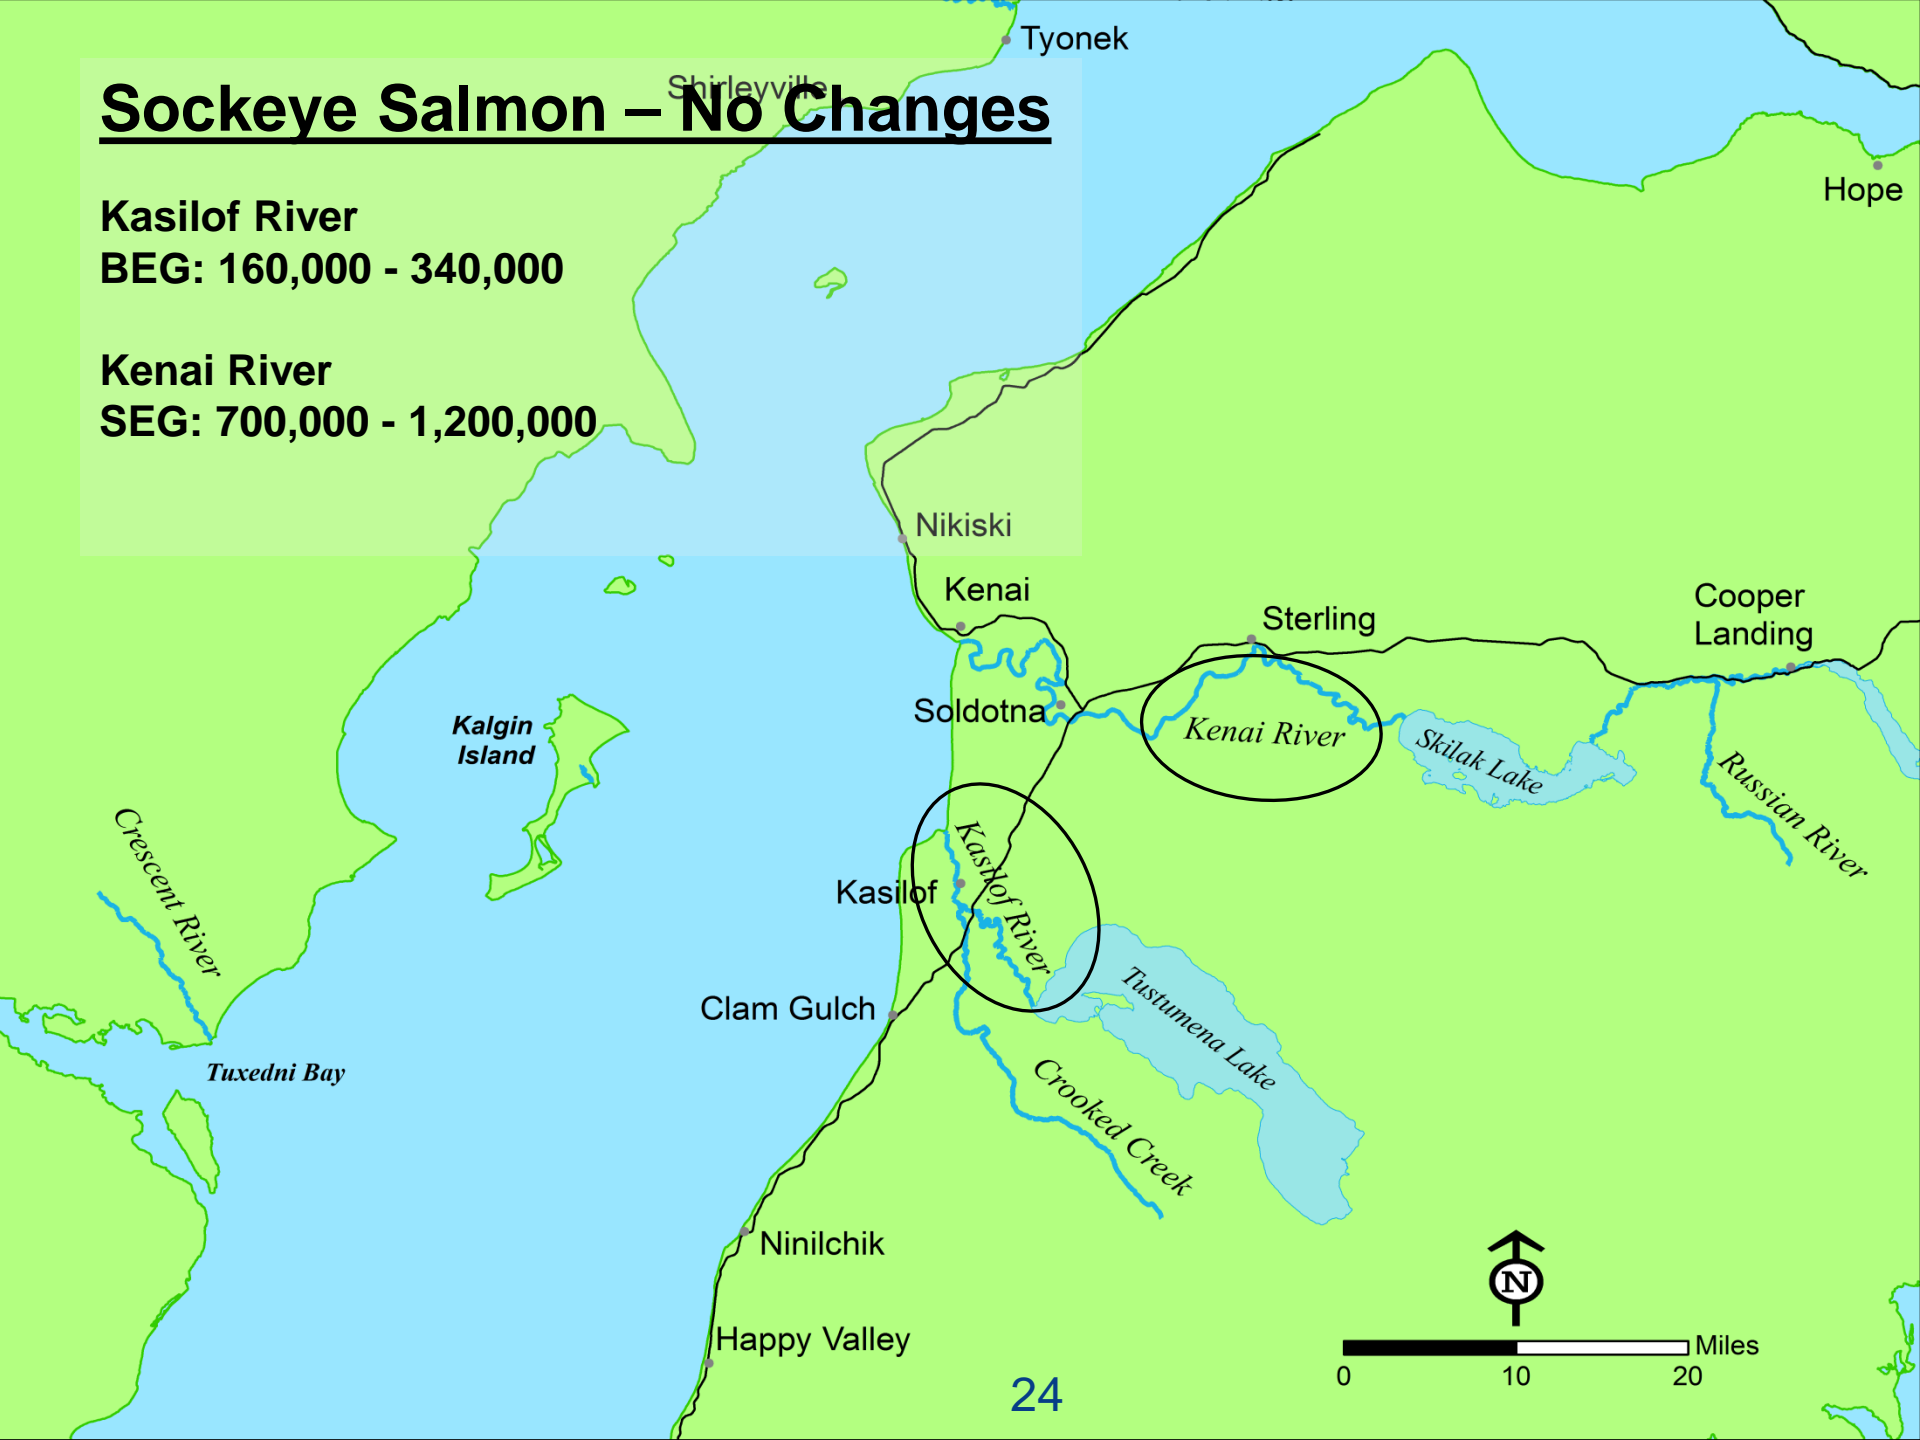 Tyonek
Shirleyville
Sockeye Salmon – No Changes
Hope
Kasilof River
BEG: 160,000 - 340,000
Kenai River
SEG: 700,000 - 1,200,000
Nikiski
Kenai
Sterling
Cooper
Landing
Soldotna
Kenai River
Kalgin
Island
Skilak Lake
Russian River
Crescent River
Kasilof River
Kasilof
Tustumena Lake
Clam Gulch
Tuxedni Bay
Crooked Creek
Ninilchik
N
Happy Valley
Miles
0 10 20
24